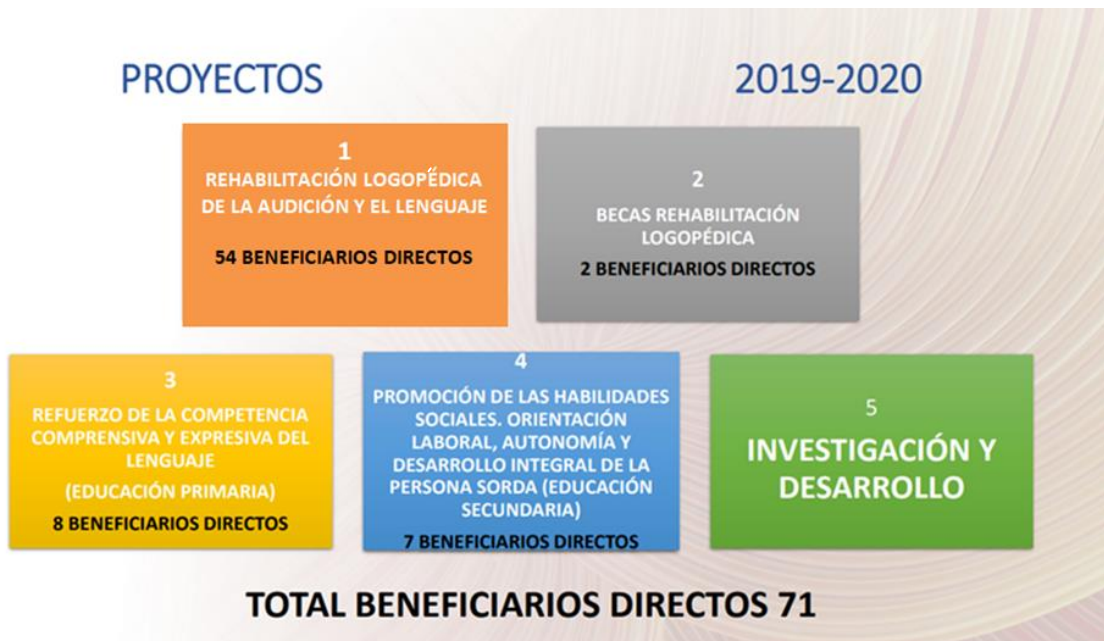 PROYECTOS
2019-2020
1
REHABILITACIÓN LOGOPÉDICA
DE LA AUDICIÓN Y EL LENGUAJE
54 BENEFICIARIOS DIRECTOS
2
BECAS REHABILITACIÓN
LOGOPÉDICA
2 BENEFICIARIOS DIRECTOS
3
REFUERZO DE LA COMPETENCIA
COMPRENSIVA Y EXPRESIVA DEL
LENGUAJE
(EDUCACIÓN PRIMARIA)
8 BENEFICIARIOS DIRECTOS
4
PROMOCIÓN DE LAS HABILIDADES
SOCIALES. ORIENTACIÓN
LABORAL, AUTONOMÍA Y
DESARROLLO INTEGRAL DE LA
PERSONA SORDA (EDUCACIÓN
SECUNDARIA)
7 BENEFICIARIOS DIRECTOS
5
INVESTIGACIÓN Y
DESARROLLO
TOTAL BENEFICIARIOS DIRECTOS 71